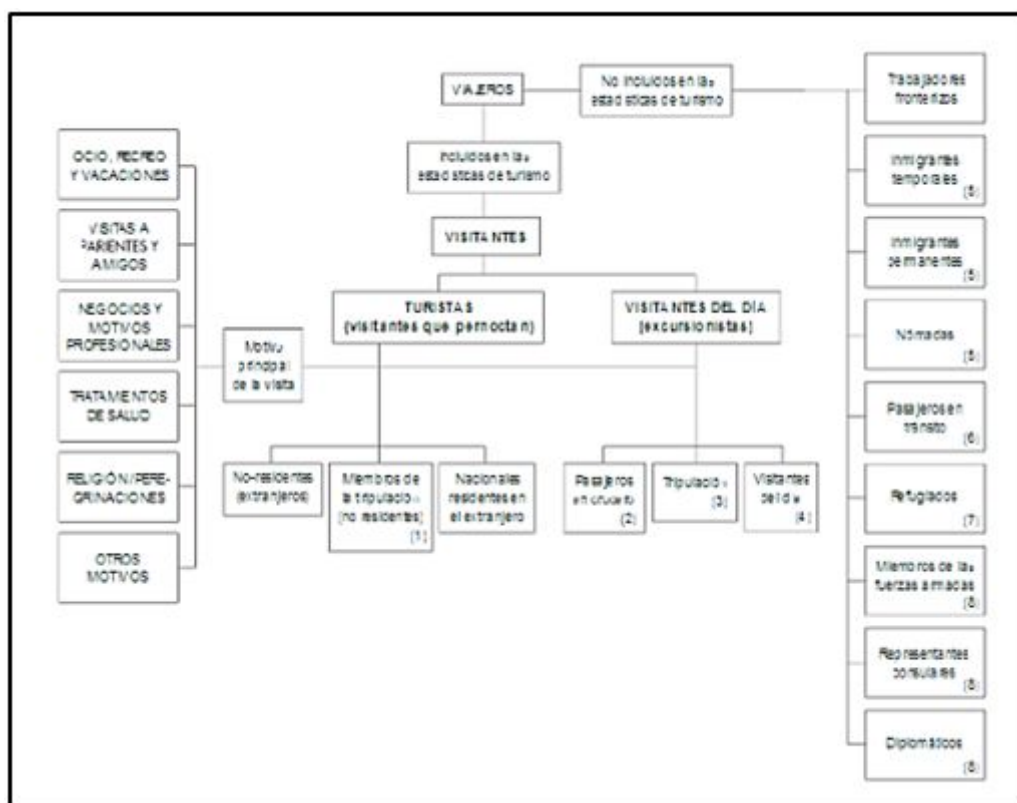 VIAJEROS
No incluidos en las
estadísticas de turismo
Incluidos en las
estadísticas de turismo
VISITANTES
TURISTAS
(visitantes que pernoctan)
VISITANTES DEL DÍA
(excursionistas)
Motivo
principal
de la visita
OCIO, RECREO
Y VACACIONES
VISITAS A
PARIENTES Y
AMIGOS
NEGOCIOS Y
MOTIVOS
PROFESIONALES
TRATAMIENTOS
DE SALUD
RELIGIÓN/PERE-
GRINACIONES
OTROS
MOTIVOS
No-residentes
(extranjeros)
Miembros de
la tripulación
(no residentes)
(1)
Nacionales
residentes en
el extranjero
Pasajeros
en crucero
(2)
Tripulación
(3)
Visitantes
del día
(4)
Trabajadores
fronterizos
Inmigrantes
temporales
(5)
Inmigrantes
permanentes
(5)
Nómadas
(5)
Pasajeros en
tránsito
(6)
Refugiados
(7)
Miembros de las
fuerzas armadas
(8)
Representantes
consulares
(8)
Diplomáticos
(8)